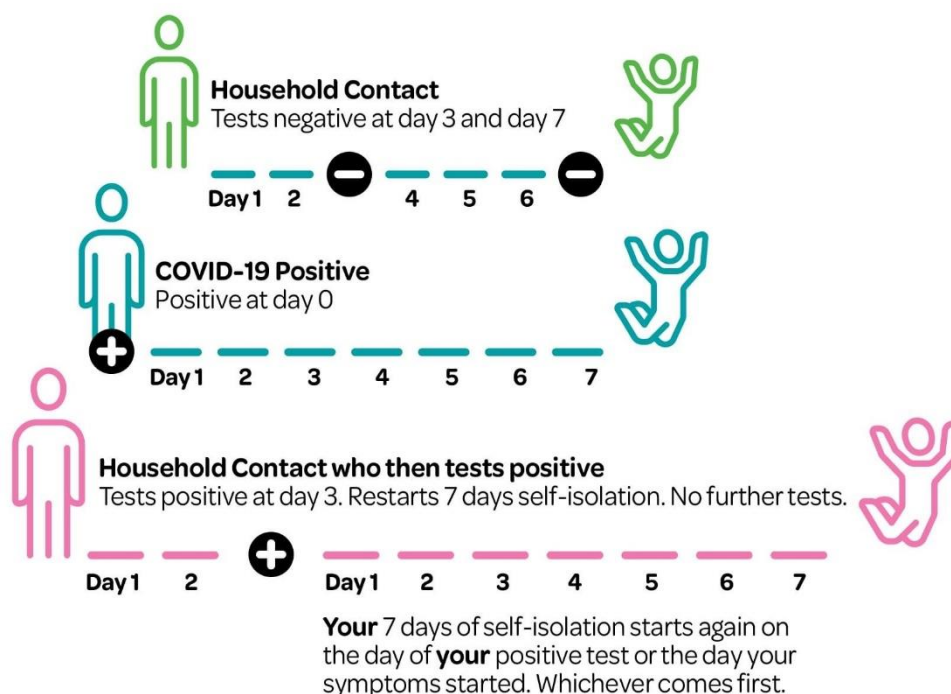 Household Contact
Tests negative at day 3 and day 7
Day 1 2 4 5 6
COVID-19 Positive
Positive at day 0
Day 1 2 3 4 5 6 7
Household Contact who then tests positive
Tests positive at day 3. Restarts 7 days self-isolation. No further tests.
Day 1 2 Day 1 2 3 4 5 6 7
Your 7 days of self-isolation starts again on
the day of your positive test or the day your
symptoms started. Whichever comes first.